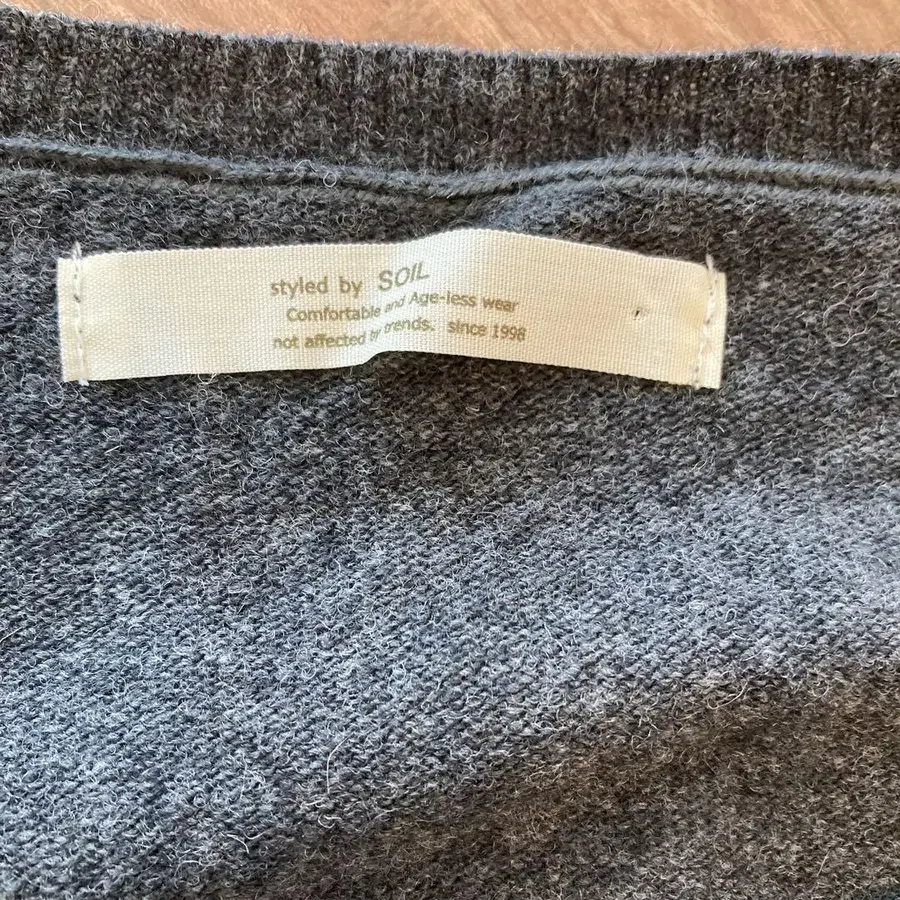 styled by SOIL
Comfortable and Age-less wear
not affected by trends. since 1998